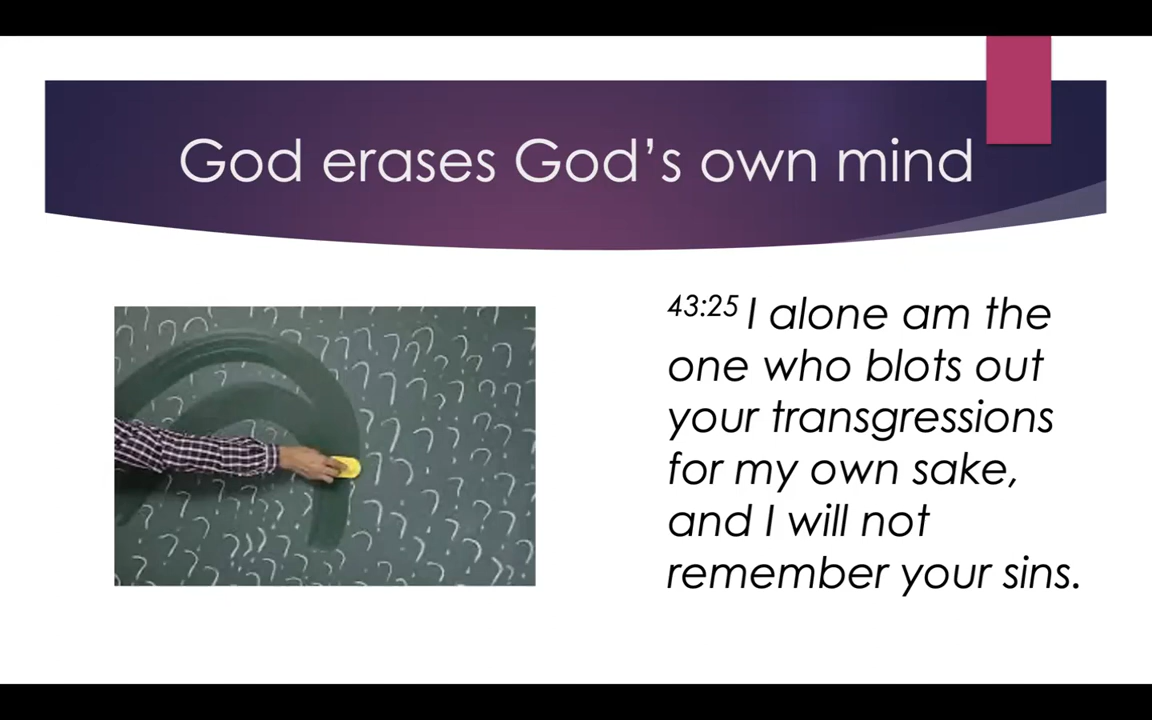 God erases God’s own mind
43:25 I alone am the
one who blots out
your transgressions
for my own sake,
and I will not
remember your sins.